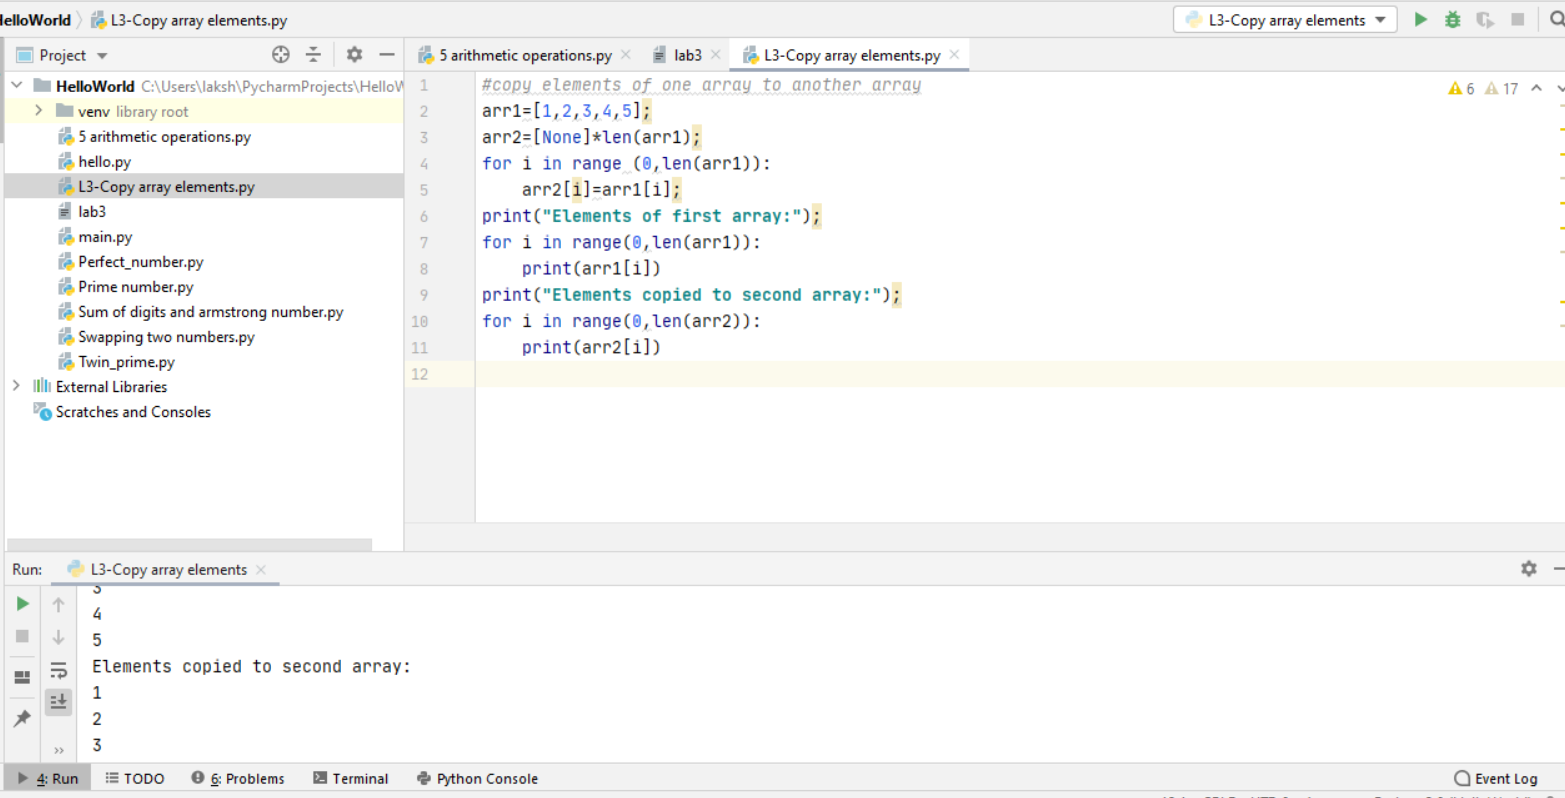 HelloWorld L3-Copy array elements.py
L3-Copy array elements
Project
5 arithmetic operations.py lab3 L3-Copy array elements.py
HelloWorld C:\Users\laksh\PycharmProjects\HelloW
venv library root
5 arithmetic operations.py
hello.py
L3-Copy array elements.py
lab3
main.py
Perfect_number.py
Prime number.py
Sum of digits and armstrong number.py
Swapping two numbers.py
Twin_prime.py
External Libraries
Scratches and Consoles
6 17
1 #copy elements of one array to another array
2 arr1=[1,2,3,4,5];
3 arr2=[None]*len(arr1);
4 for i in range (0,len(arr1)):
5 arr2[i]=arr1[i];
6 print("Elements of first array:");
7 for i in range(0,len(arr1)):
8 print(arr1[i])
9 print("Elements copied to second array:");
10 for i in range(0,len(arr2)):
11 print(arr2[i])
12
Run: L3-Copy array elements
3
4
5
Elements copied to second array:
1
2
3
4: Run TODO 6: Problems Terminal Python Console Event Log